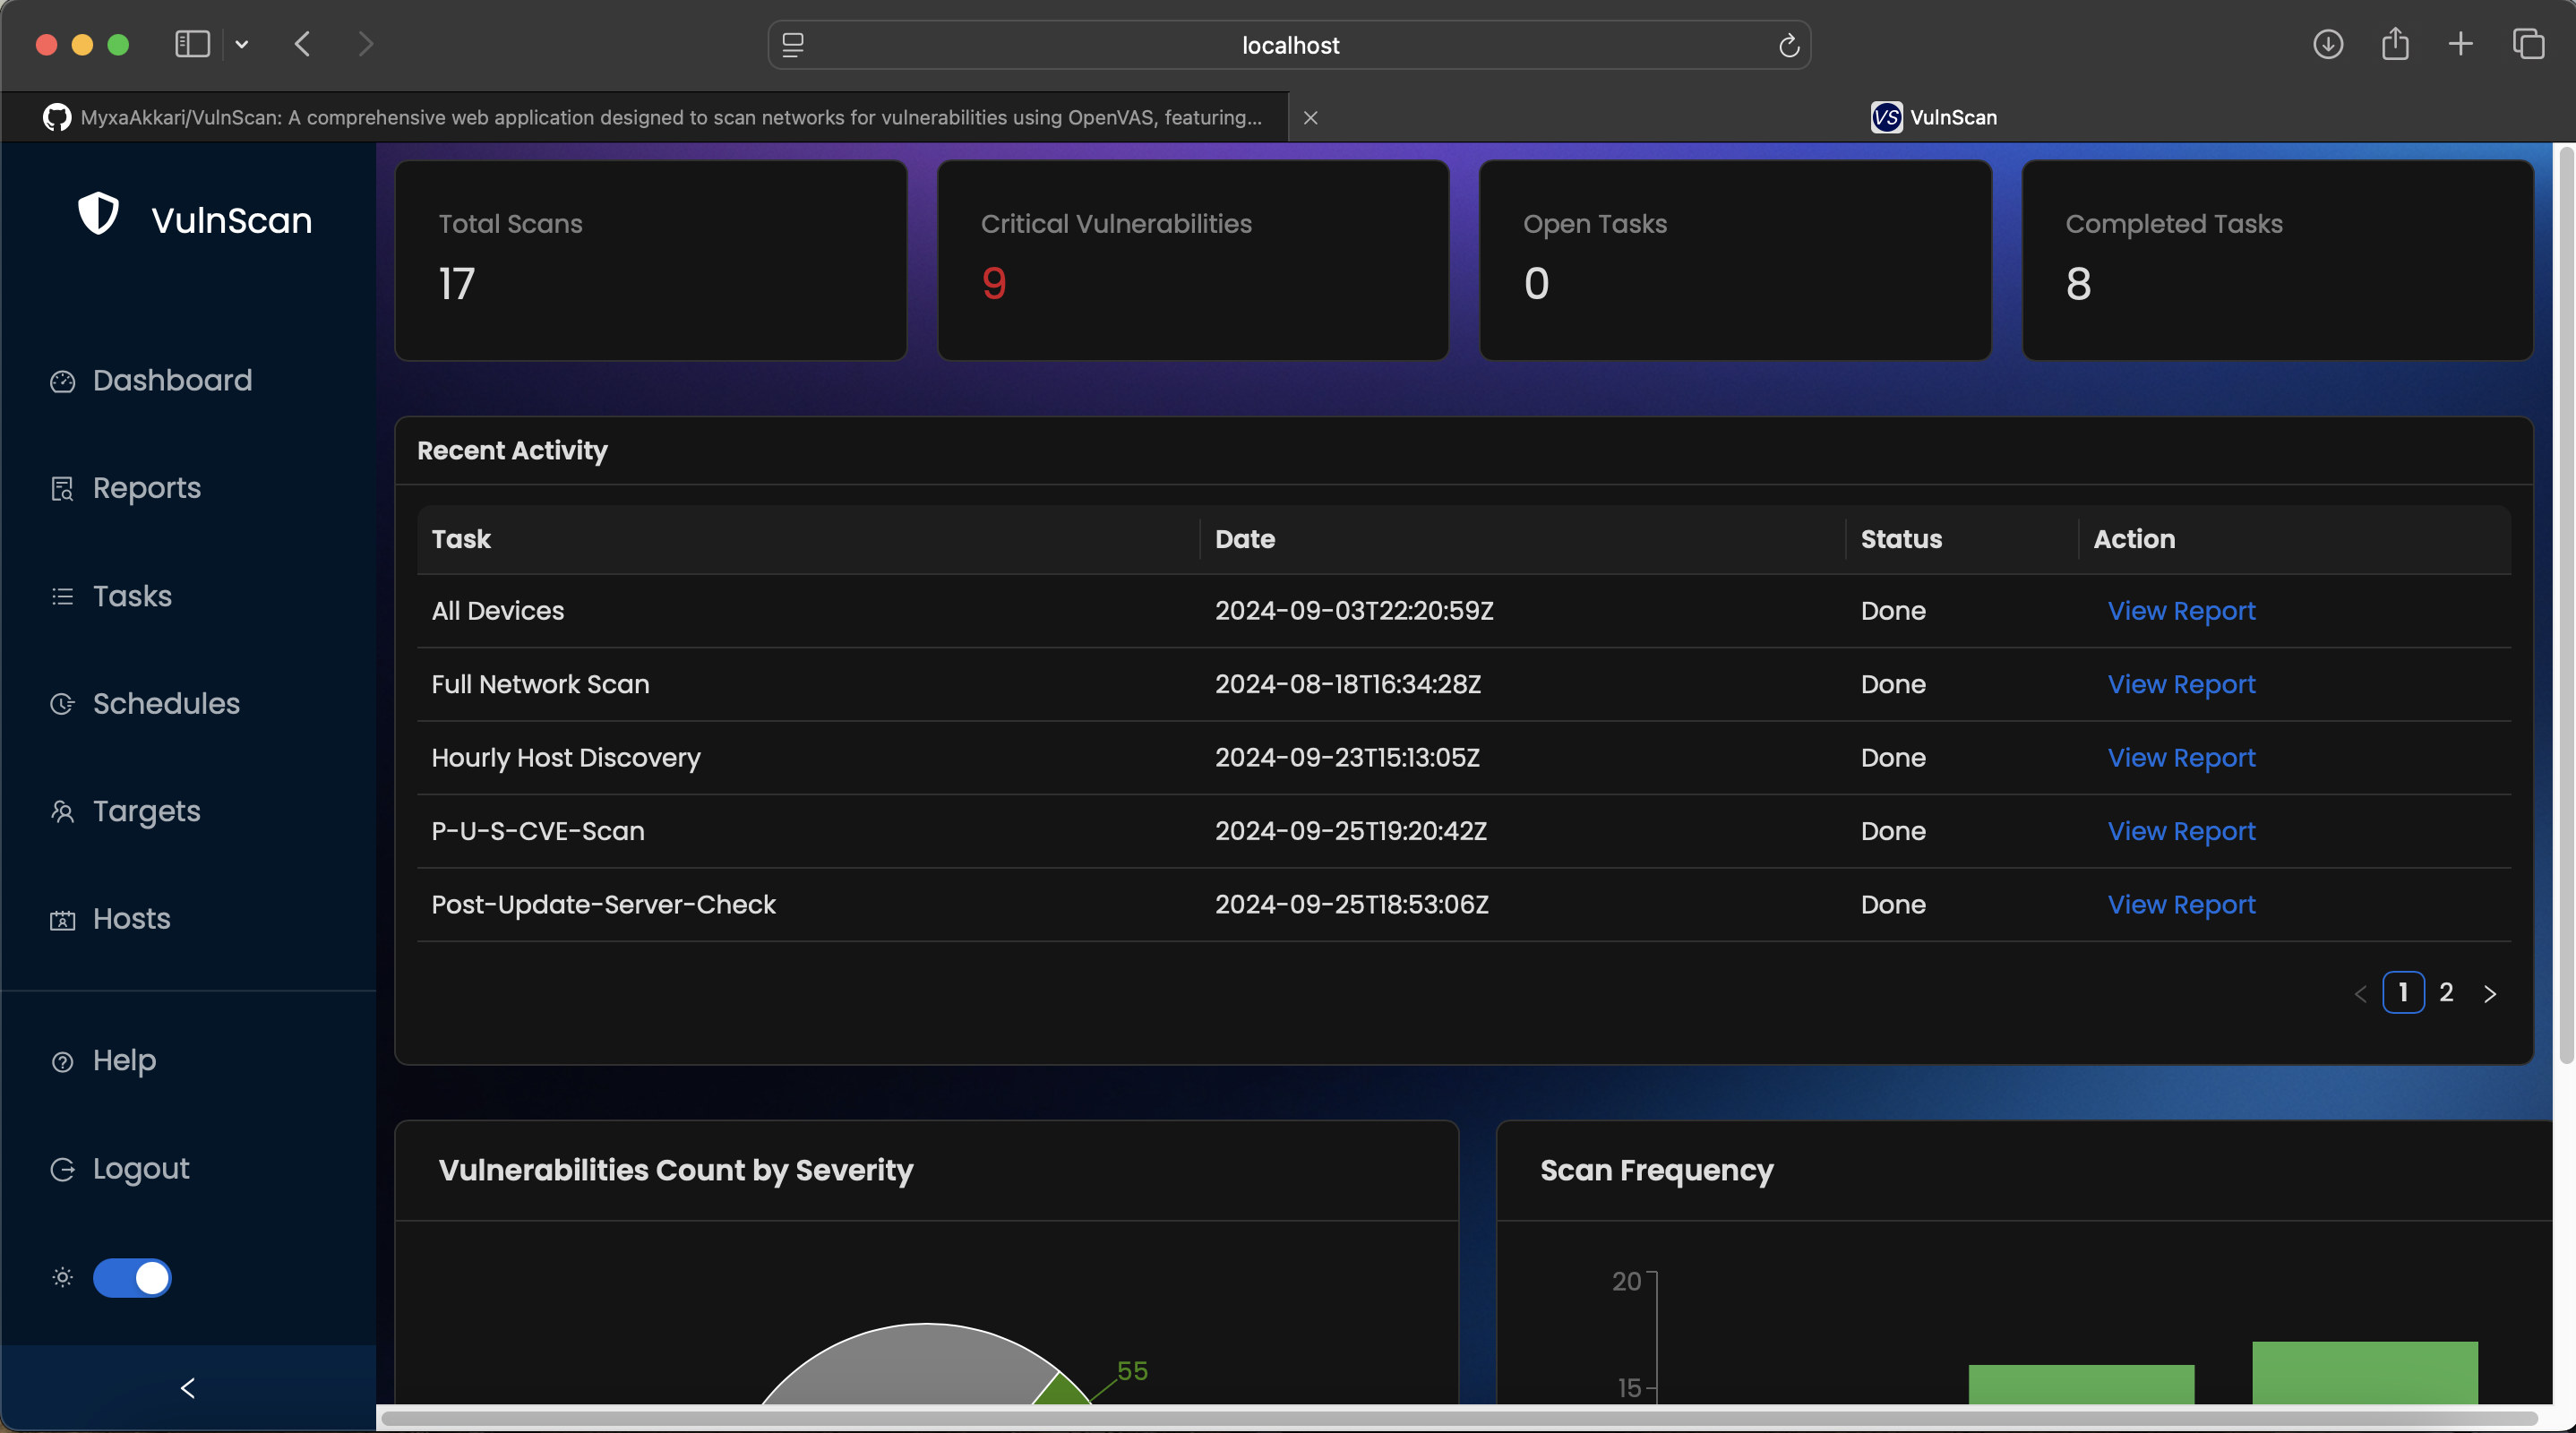 localhost
MyxaAkkari/VulnScan: A comprehensive web application designed to scan networks for vulnerabilities using OpenVAS, featuring...
VS VulnScan
VulnScan
Dashboard
Reports
Tasks
Schedules
Targets
Hosts
Help
Logout
Total Scans
17
Critical Vulnerabilities
9
Open Tasks
0
Completed Tasks
8
Recent Activity
Task Date Status Action
All Devices 2024-09-03T22:20:59Z Done View Report
Full Network Scan 2024-08-18T16:34:28Z Done View Report
Hourly Host Discovery 2024-09-23T15:13:05Z Done View Report
P-U-S-CVE-Scan 2024-09-25T19:20:42Z Done View Report
Post-Update-Server-Check 2024-09-25T18:53:06Z Done View Report
< 1 2 >
Vulnerabilities Count by Severity
55
Scan Frequency
20
15